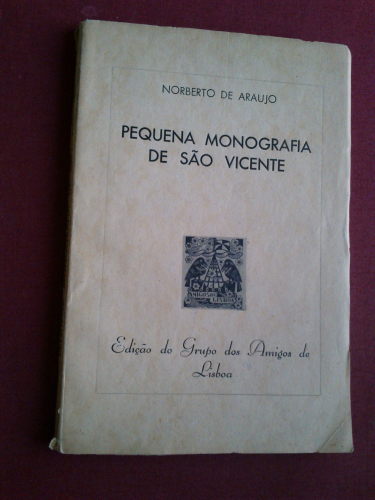 NORBERTO DE ARAUJO
PEQUENA MONOGRAFIA
DE SÃO VICENTE
Edição do Grupo dos Amigos de
Lisboa